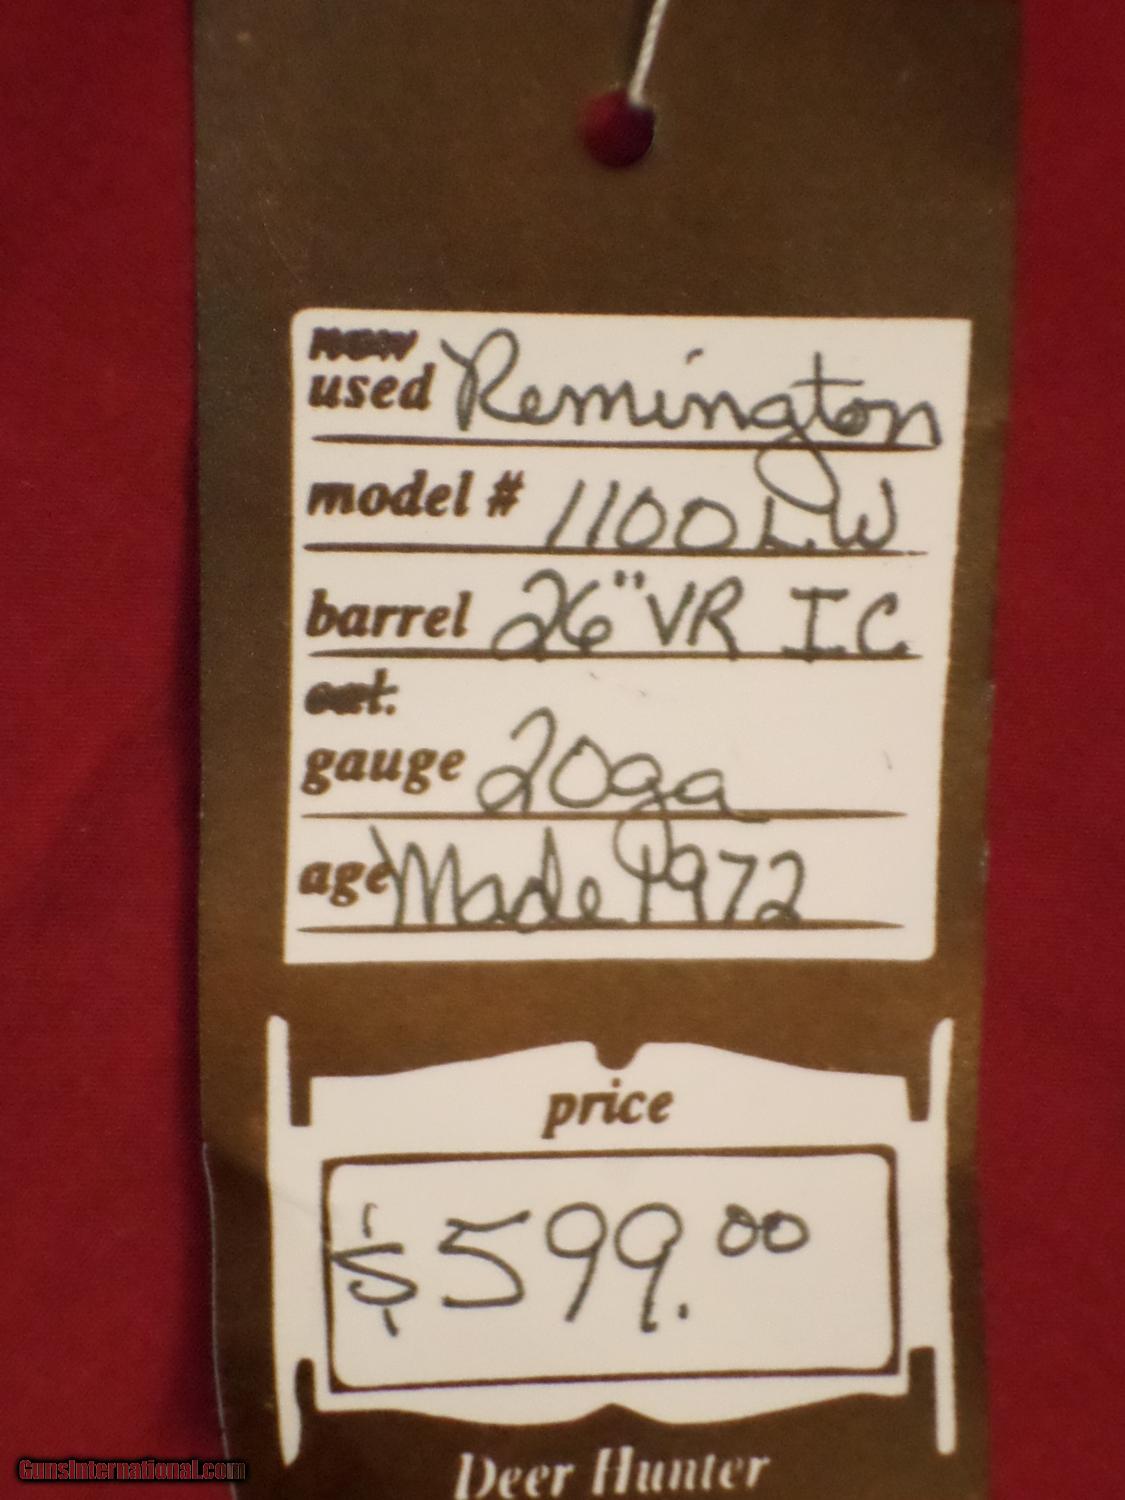 new
used Remington
model # 1100 L.W
barrel 26" VR I.C.
cal.
gauge 20ga
age Made 1972
price
$599.00
Deer Hunter
GunsInternational.com